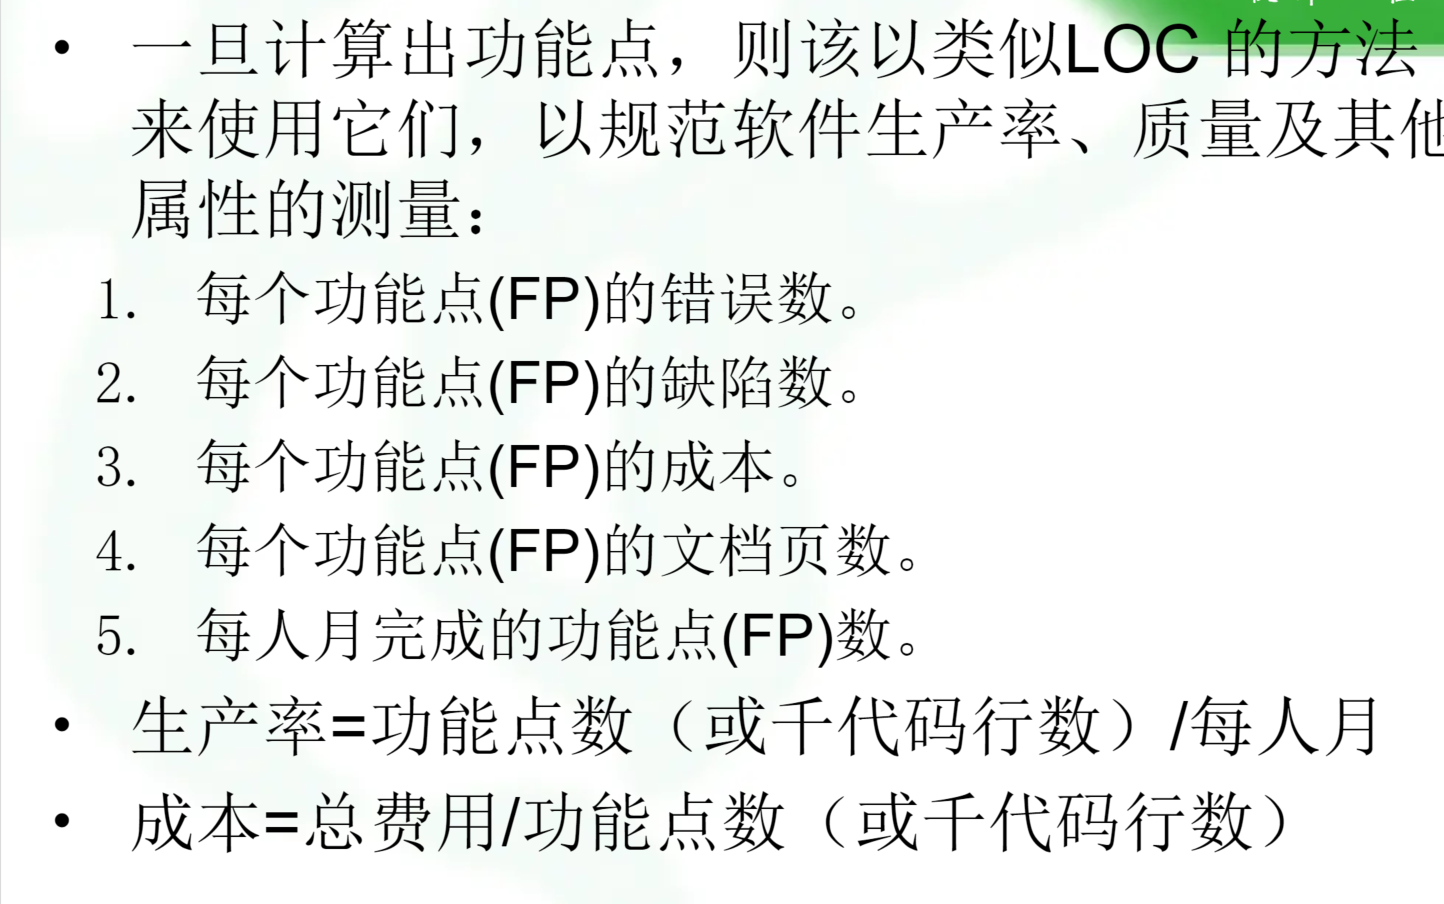 • 一旦计算出功能点，则该以类似LOC 的方法
来使用它们，以规范软件生产率、质量及其他
属性的测量：
1. 每个功能点(FP)的错误数。
2. 每个功能点(FP)的缺陷数。
3. 每个功能点(FP)的成本。
4. 每个功能点(FP)的文档页数。
5. 每人月完成的功能点(FP)数。
• 生产率=功能点数（或千代码行数）/每人月
• 成本=总费用/功能点数（或千代码行数）